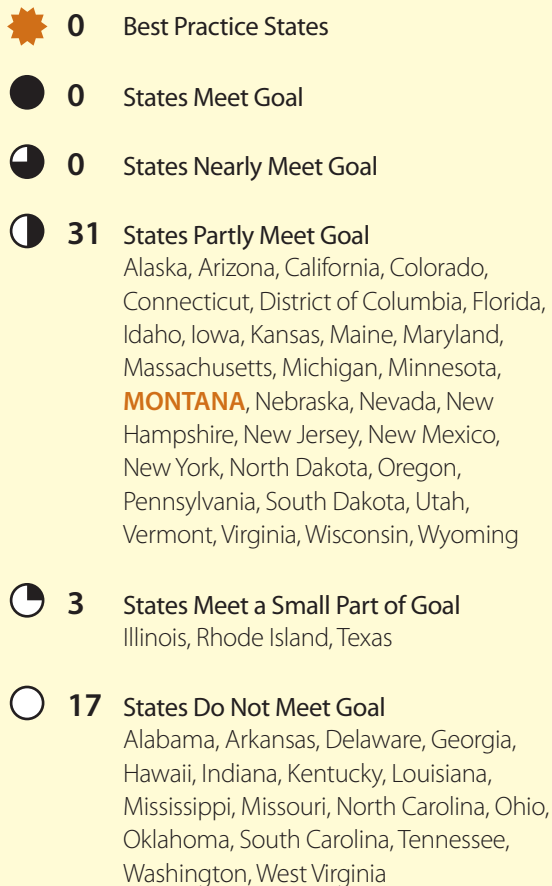 0 Best Practice States
0 States Meet Goal
0 States Nearly Meet Goal
31 States Partly Meet Goal
Alaska, Arizona, California, Colorado,
Connecticut, District of Columbia, Florida,
Idaho, Iowa, Kansas, Maine, Maryland,
Massachusetts, Michigan, Minnesota,
MONTANA, Nebraska, Nevada, New
Hampshire, New Jersey, New Mexico,
New York, North Dakota, Oregon,
Pennsylvania, South Dakota, Utah,
Vermont, Virginia, Wisconsin, Wyoming
3 States Meet a Small Part of Goal
Illinois, Rhode Island, Texas
17 States Do Not Meet Goal
Alabama, Arkansas, Delaware, Georgia,
Hawaii, Indiana, Kentucky, Louisiana,
Mississippi, Missouri, North Carolina, Ohio,
Oklahoma, South Carolina, Tennessee,
Washington, West Virginia